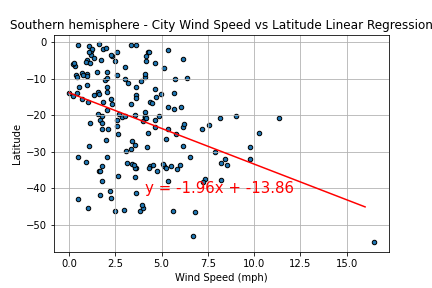 Southern hemisphere - City Wind Speed vs Latitude Linear Regression
0
−10
−20
−30
−40
−50
Latitude
y = -1.96x + -13.86
0.0 2.5 5.0 7.5 10.0 12.5 15.0
Wind Speed (mph)